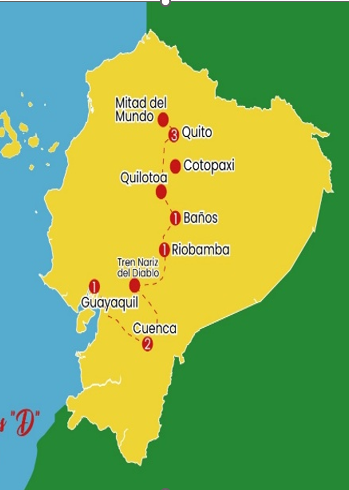 Mitad del
Mundo
3 Quito
Cotopaxi
Quilotoa
1 Baños
1 Riobamba
Tren Nariz
del Diablo
1
Guayaquil
Cuenca
2
s "D"